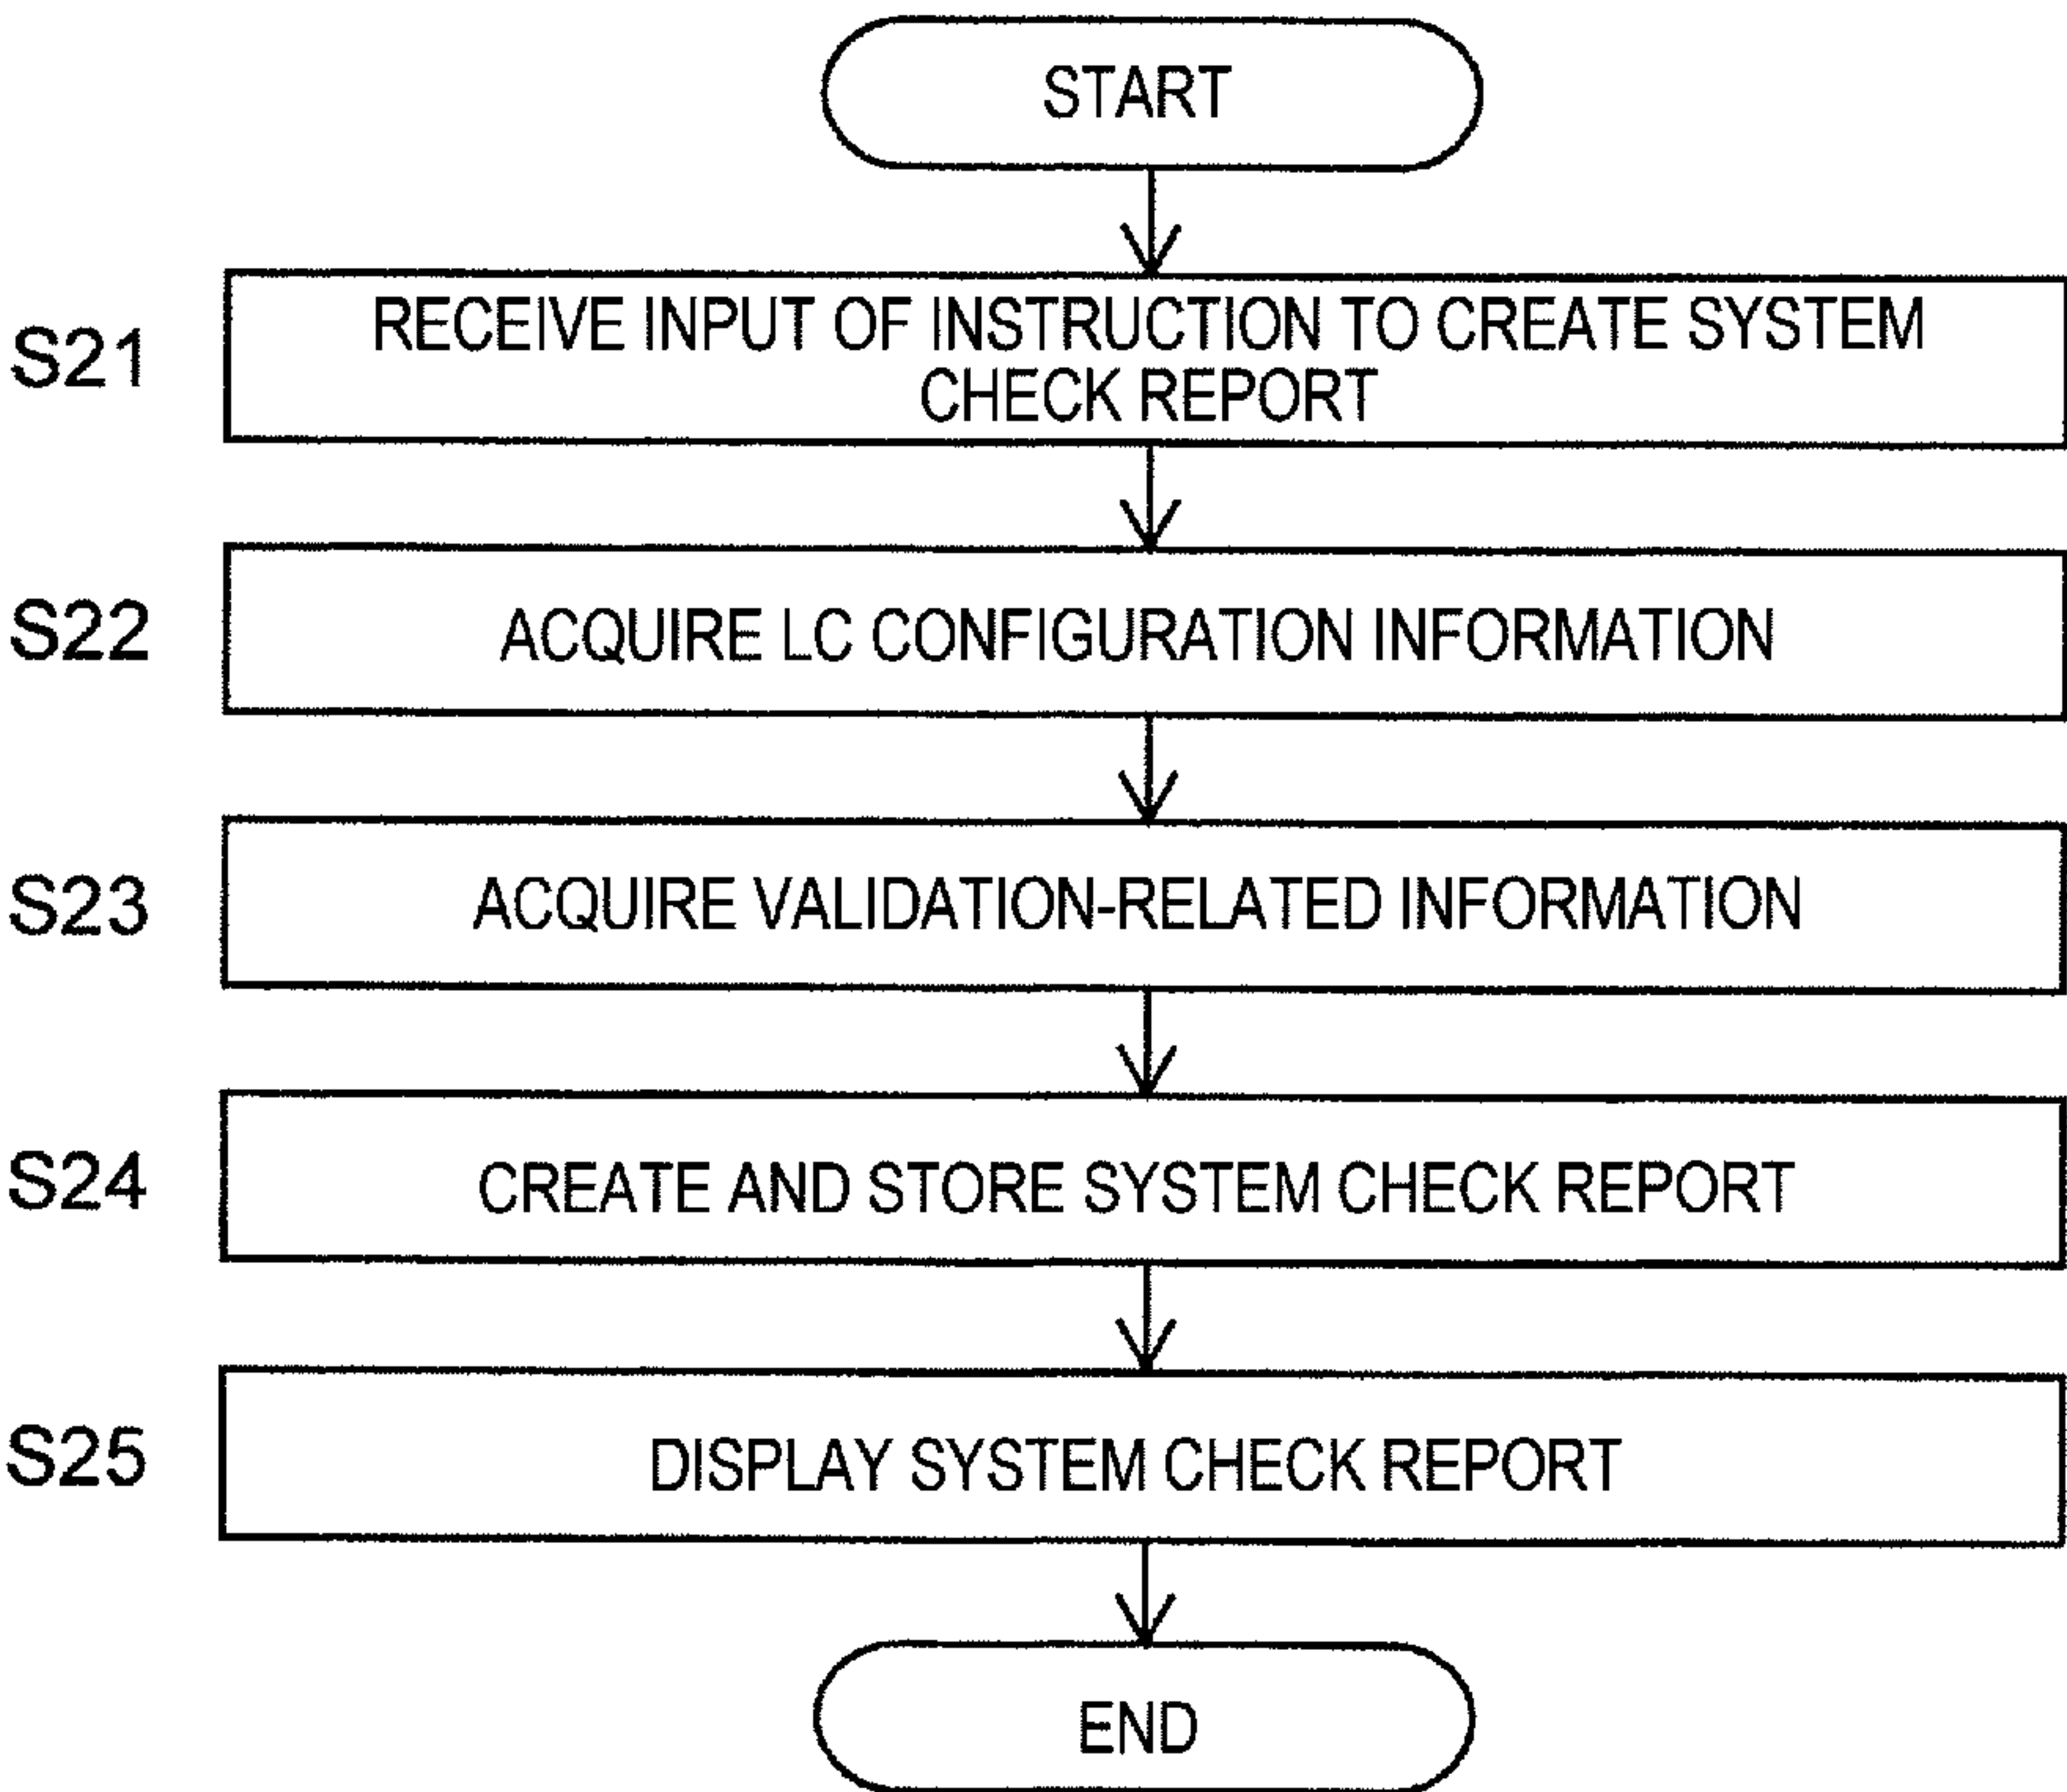 START
S21
RECEIVE INPUT OF INSTRUCTION TO CREATE SYSTEM
CHECK REPORT
S22
ACQUIRE LC CONFIGURATION INFORMATION
S23
ACQUIRE VALIDATION-RELATED INFORMATION
S24
CREATE AND STORE SYSTEM CHECK REPORT
S25
DISPLAY SYSTEM CHECK REPORT
END